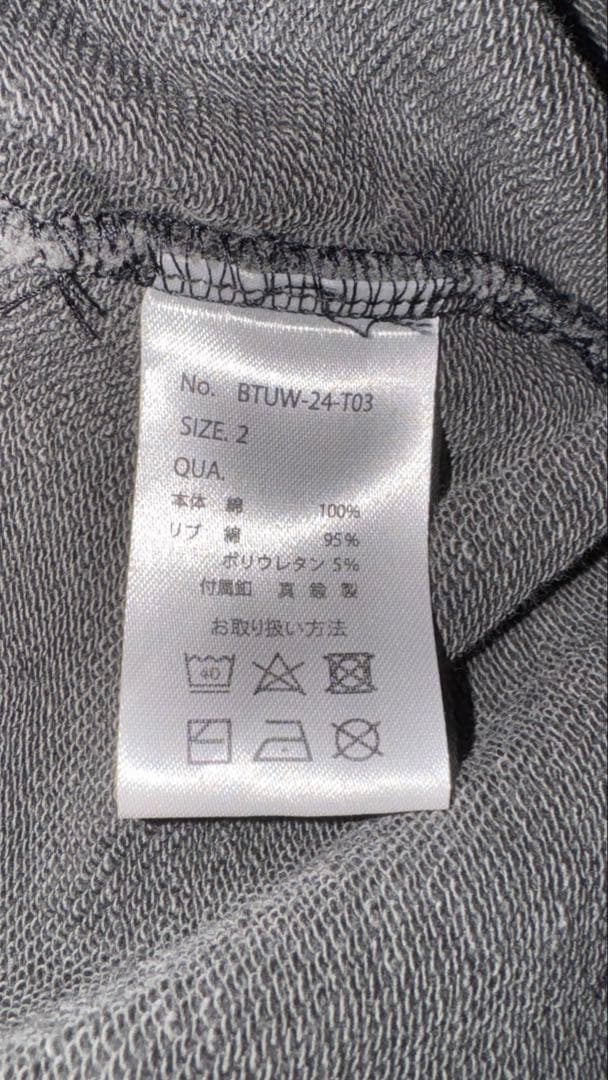 No. BTUW-24-T03
SIZE. 2
QUA.
本体 綿 100%
リブ 綿 95%
ポリウレタン 5%
付属釦 真鍮製
お取り扱い方法
40